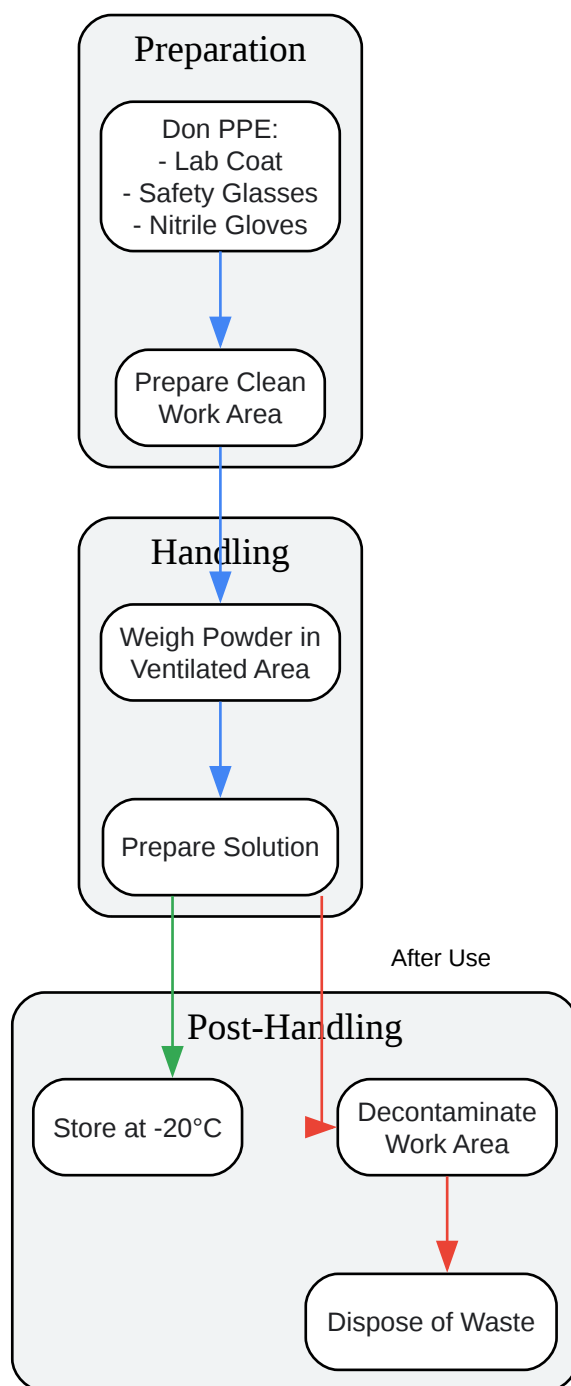 Preparation
Don PPE:
- Lab Coat
- Safety Glasses
- Nitrile Gloves
Prepare Clean
Work Area
Handling
Weigh Powder in
Ventilated Area
Prepare Solution
After Use
Post-Handling
Store at -20°C
Decontaminate
Work Area
Dispose of Waste